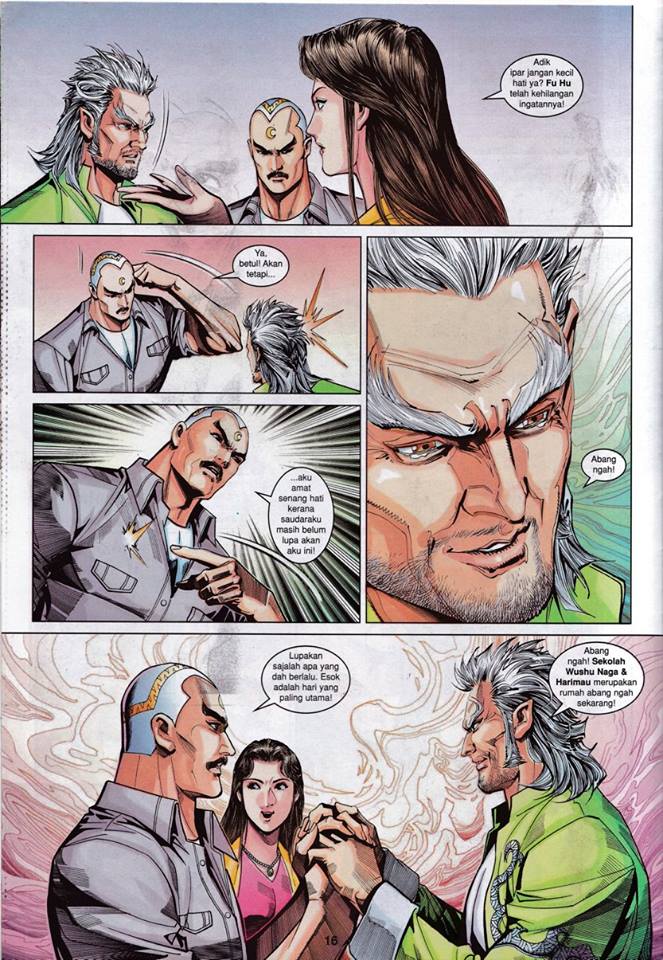 Adik
ipar jangan kecil
hati ya? Fu Hu
telah kehilangan
ingatannya!
Ya,
betul! Akan
tetapi...
...aku
amat
senang hati
kerana
saudaraku
masih belum
lupa akan
aku ini!
Abang
ngah!
Lupakan
sajalah apa yang
dah berlalu. Esok
adalah hari yang
paling utama!
Abang
ngah! Sekolah
Wushu Naga &
Harimau merupakan
rumah abang ngah
sekarang!
16